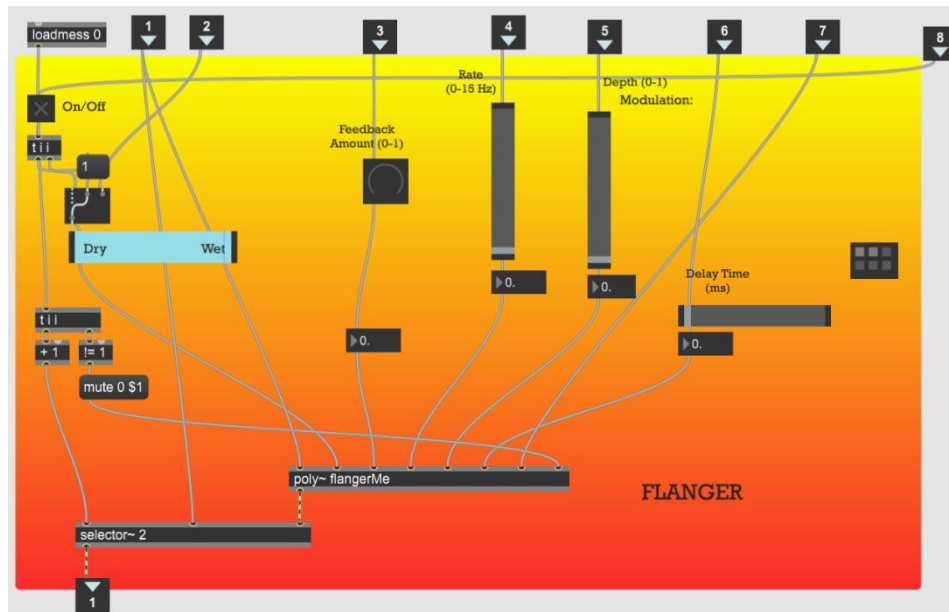 loadmess 0
1
2
3
4
5
6
7
8
Rate
(0-15 Hz)
Depth (0-1)
Modulation:
On/Off
Feedback
Amount (0-1)
t i i
1
Dry
Wet
0.
0.
Delay Time
(ms)
t i i
0.
0.
+ 1
!= 1
mute 0 $1
poly~ flangerMe
FLANGER
selector~ 2
1